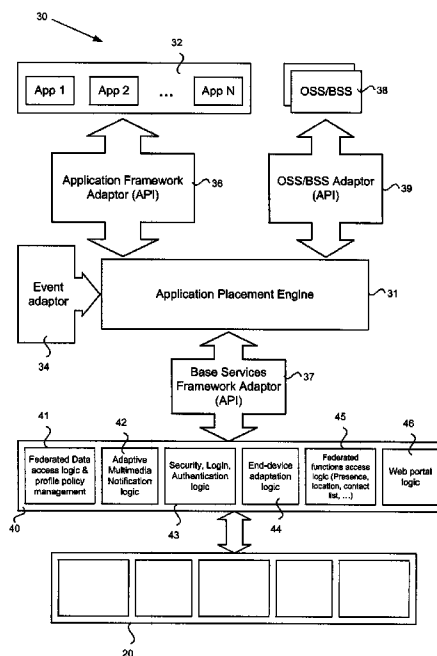 30
32
App 1 App 2 ... App N
OSS/BSS
38
Application Framework
Adaptor (API)
36
OSS/BSS Adaptor
(API)
39
Event
adaptor
34
Application Placement Engine
31
Base Services
Framework Adaptor
(API)
37
41
42
45
46
Federated Data
access logic &
profile policy
management
Adaptive
Multimedia
Notification
logic
Security, Login,
Authentication
logic
End-device
adaptation
logic
Federated
functions access
logic (Presence,
location, contact
list, ...)
Web portal
logic
40
43
44
20